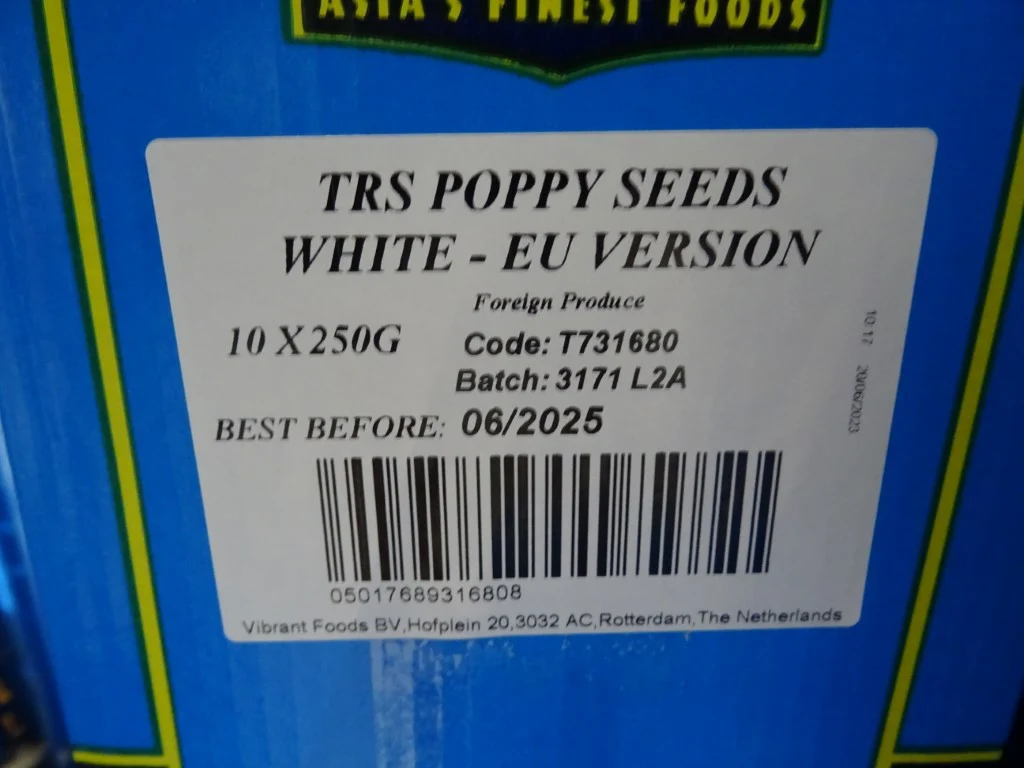 ASIA'S FINEST FOODS
TRS POPPY SEEDS
WHITE - EU VERSION
Foreign Produce
10 X 250G
Code: T731680
Batch: 3171 L2A
BEST BEFORE: 06/2025
10:17 20/06/2023
05017689316808
Vibrant Foods BV,Hofplein 20,3032 AC,Rotterdam,The Netherlands